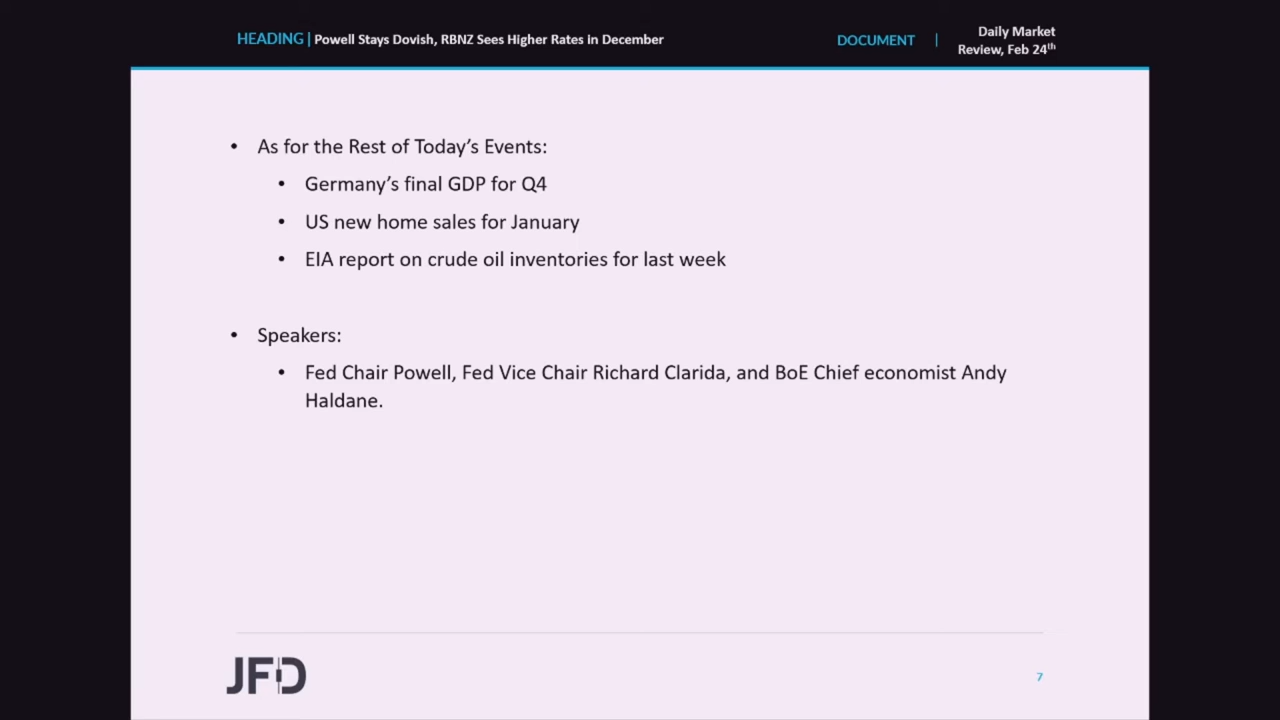 HEADING | Powell Stays Dovish, RBNZ Sees Higher Rates in December
DOCUMENT |
Daily Market
Review, Feb 24th
• As for the Rest of Today’s Events:
• Germany’s final GDP for Q4
• US new home sales for January
• EIA report on crude oil inventories for last week
• Speakers:
• Fed Chair Powell, Fed Vice Chair Richard Clarida, and BoE Chief economist Andy
Haldane.
JFD
7